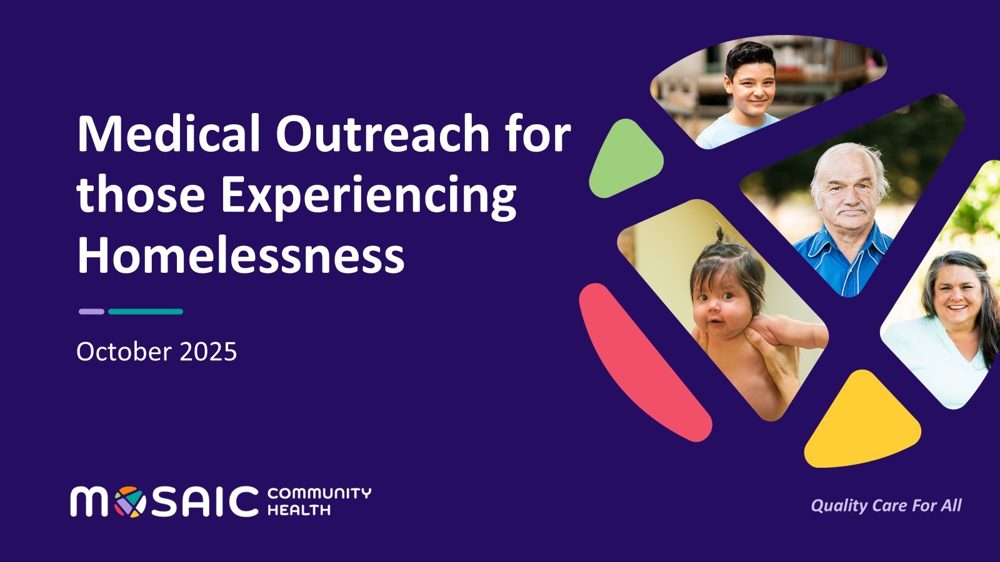 Medical Outreach for
those Experiencing
Homelessness
October 2025
MOSAIC COMMUNITY
HEALTH
Quality Care For All